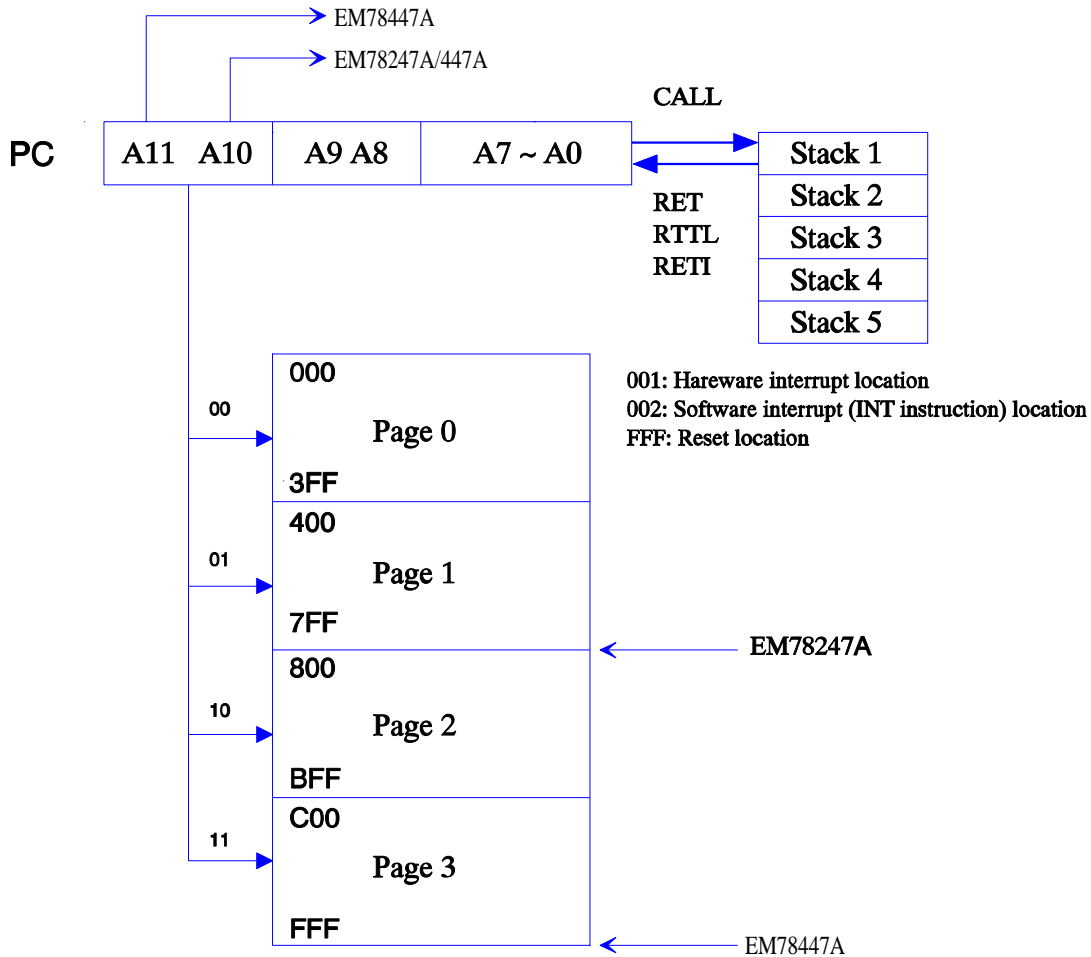 EM78447A
EM78247A/447A
CALL
PC
A11 A10
A9 A8
A7 ~ A0
Stack 1
Stack 2
Stack 3
Stack 4
Stack 5
RET
RTTL
RETI
001: Hareware interrupt location
002: Software interrupt (INT instruction) location
FFF: Reset location
00
000
Page 0
3FF
01
400
Page 1
7FF
EM78247A
10
800
Page 2
BFF
11
C00
Page 3
FFF
EM78447A